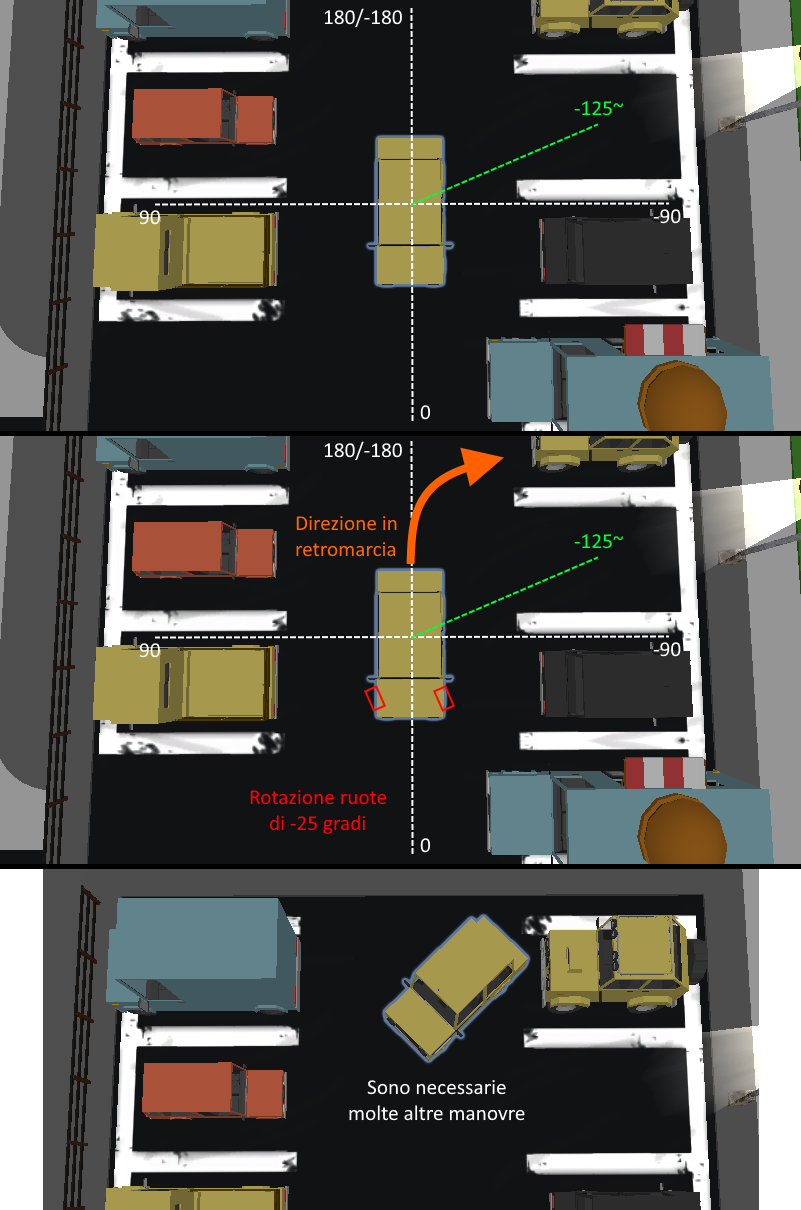 180/-180
-125~
90
-90
0
180/-180
Direzione in
retromarcia
-125~
90
-90
Rotazione ruote
di -25 gradi
0
Sono necessarie
molte altre manovre